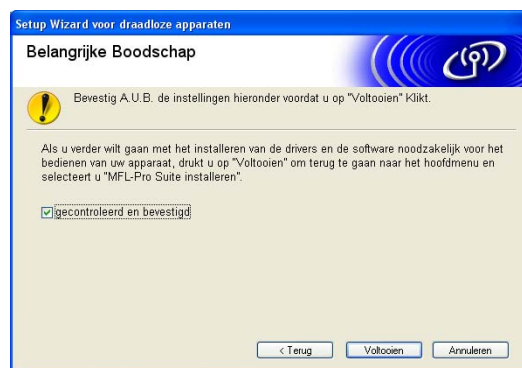 Setup Wizard voor draadloze apparaten
Belangrijke Boodschap
Bevestig A.U.B. de instellingen hieronder voordat u op "Voltooien" Klikt.
Als u verder wilt gaan met het installeren van de drivers en de software noodzakelijk voor het
bedienen van uw apparaat, drukt u op "Voltooien" om terug te gaan naar het hoofdmenu en
selecteert u "MFL-Pro Suite installeren".
gecontroleerd en bevestigd
< Terug
Voltooien
Annuleren